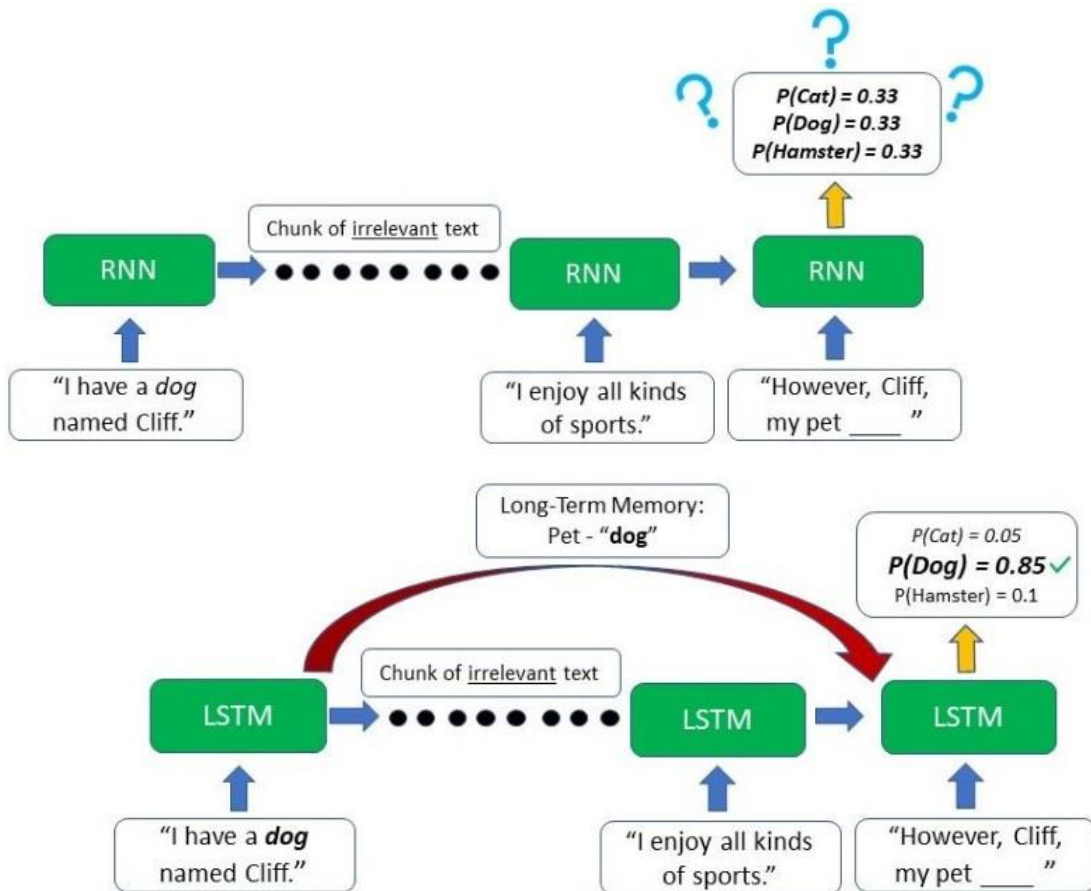 ?
?
?
P(Cat) = 0.33
P(Dog) = 0.33
P(Hamster) = 0.33
Chunk of irrelevant text
RNN
RNN
RNN
“I have a dog
named Cliff.”
“I enjoy all kinds
of sports.”
“However, Cliff,
my pet ____ ”
Long-Term Memory:
Pet - “dog”
P(Cat) = 0.05
P(Dog) = 0.85 ✓
P(Hamster) = 0.1
Chunk of irrelevant text
LSTM
LSTM
LSTM
“I have a dog
named Cliff.”
“I enjoy all kinds
of sports.”
“However, Cliff,
my pet ____ ”